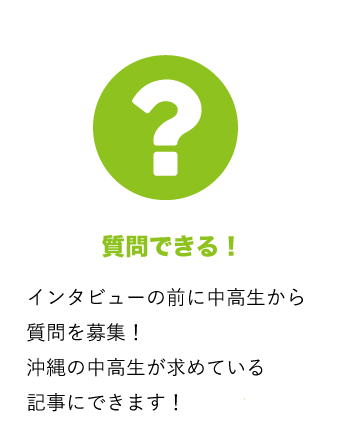 ?
質問できる！
インタビューの前に中高生から
質問を募集！
沖縄の中高生が求めている
記事にできます！